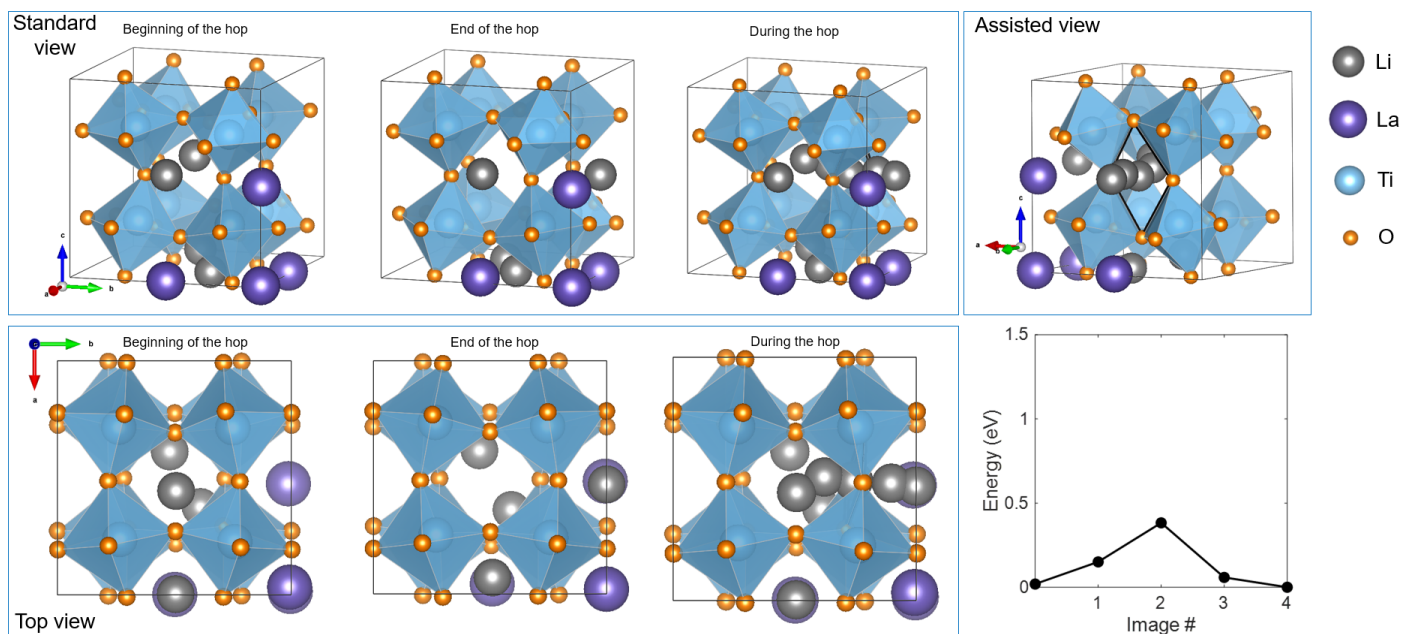 Standard
view
Beginning of the hop
End of the hop
During the hop
c
a
b
Assisted view
c
a
b
Li
La
Ti
O
b
a
Beginning of the hop
End of the hop
During the hop
Top view
1.5
1
0.5
0
Energy (eV)
1 2 3 4
Image #